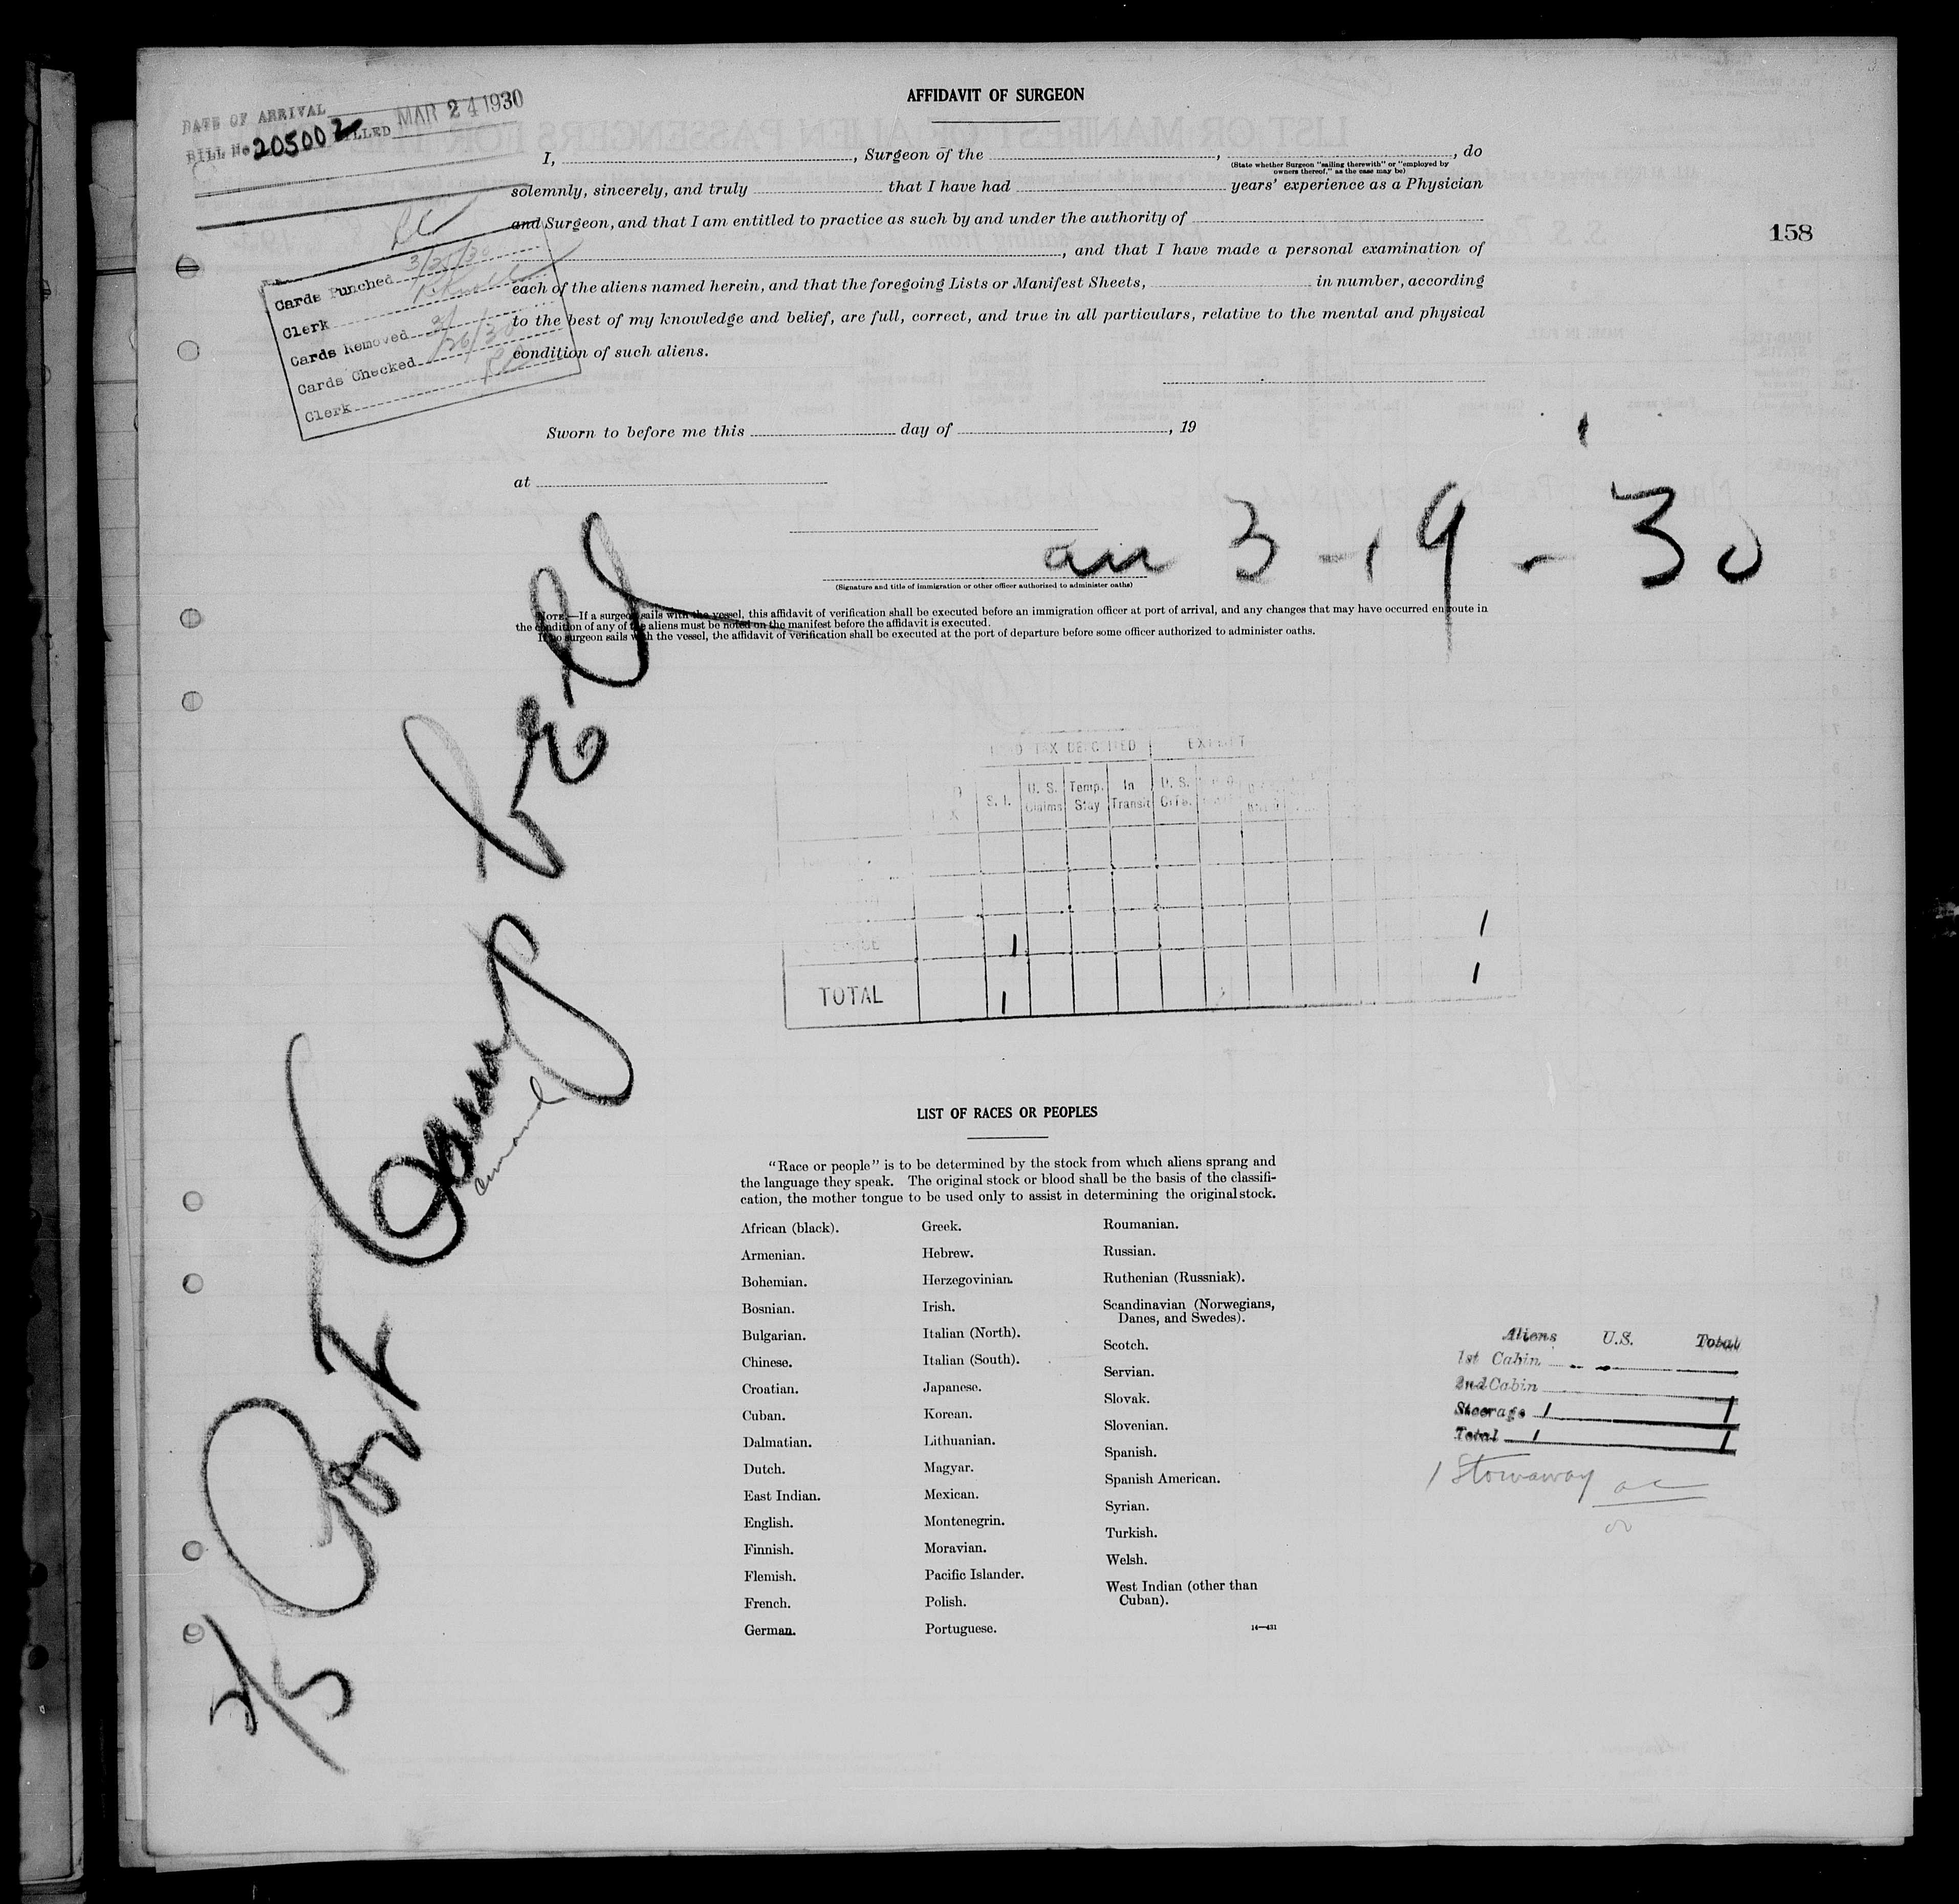 DATE OF ARRIVAL
BILL No 205002 BILLED MAR 24 1930
AFFIDAVIT OF SURGEON
I, , Surgeon of the , , do
(State whether Surgeon "sailing therewith" or "employed by
owners thereof," as the case may be)
solemnly, sincerely, and truly that I have had years' experience as a Physician
and Surgeon, and that I am entitled to practice as such by and under the authority of
, and that I have made a personal examination of
each of the aliens named herein, and that the foregoing Lists or Manifest Sheets, in number, according
to the best of my knowledge and belief, are full, correct, and true in all particulars, relative to the mental and physical
condition of such aliens.
158
Cards Punched 3/25/30
Clerk
Cards Removed
Cards Checked 3/26/30
Clerk
Sworn to before me this day of , 19
at
arr 3-19-30
(Signature and title of immigration or other officer authorized to administer oaths)
NOTE.—If a surgeon sails with the vessel, this affidavit of verification shall be executed before an immigration officer at port of arrival, and any changes that may have occurred en route in
the condition of any of the aliens must be noted on the manifest before the affidavit is executed.
If no surgeon sails with the vessel, the affidavit of verification shall be executed at the port of departure before some officer authorized to administer oaths.
S/S Campbell
HEAD TAX DEPOSITED EXEMPT
S. I. U. S. Claims Temp. Stay In Transit U. S. CITS.
1 1
TOTAL 1 1
LIST OF RACES OR PEOPLES
"Race or people" is to be determined by the stock from which aliens sprang and
the language they speak. The original stock or blood shall be the basis of the classifi-
cation, the mother tongue to be used only to assist in determining the original stock.
African (black).
Armenian.
Bohemian.
Bosnian.
Bulgarian.
Chinese.
Croatian.
Cuban.
Dalmatian.
Dutch.
East Indian.
English.
Finnish.
Flemish.
French.
German.
Greek.
Hebrew.
Herzegovinian.
Irish.
Italian (North).
Italian (South).
Japanese.
Korean.
Lithuanian.
Magyar.
Mexican.
Montenegrin.
Moravian.
Pacific Islander.
Polish.
Portuguese.
Roumanian.
Russian.
Ruthenian (Russniak).
Scandinavian (Norwegians,
Danes, and Swedes).
Scotch.
Servian.
Slovak.
Slovenian.
Spanish.
Spanish American.
Syrian.
Turkish.
Welsh.
West Indian (other than
Cuban).
14—431
Aliens U.S. Total
1st Cabin
2nd Cabin
Steerage 1 1
Total 1 1
1 Stowaway